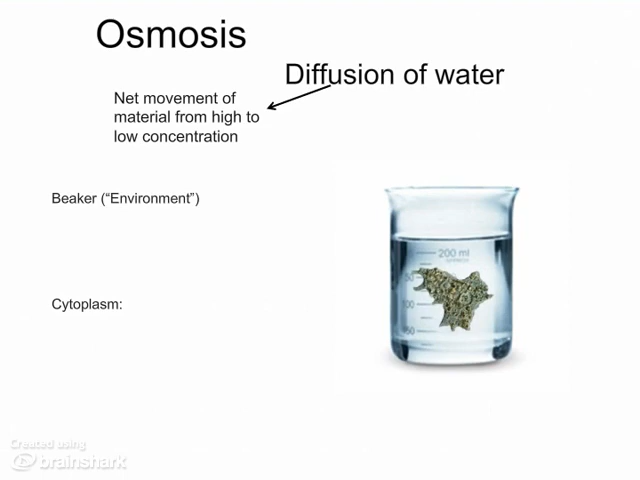 Osmosis
Diffusion of water
Net movement of
material from high to
low concentration
Beaker (“Environment”)
200 ml
100
50
Cytoplasm:
Created using
brainshark